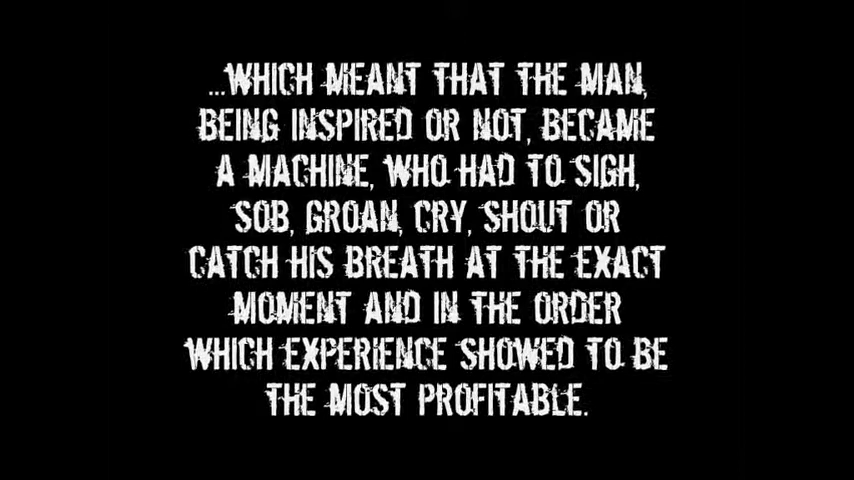 ...WHICH MEANT THAT THE MAN,
BEING INSPIRED OR NOT, BECAME
A MACHINE, WHO HAD TO SIGH,
SOB, GROAN, CRY, SHOUT OR
CATCH HIS BREATH AT THE EXACT
MOMENT AND IN THE ORDER
WHICH EXPERIENCE SHOWED TO BE
THE MOST PROFITABLE.